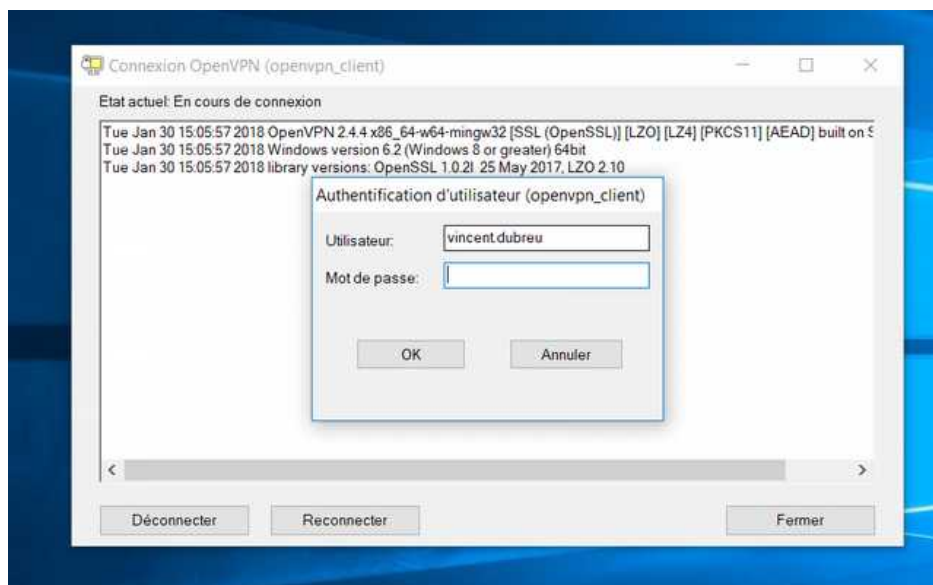 Connexion OpenVPN (openvpn_client)
Etat actuel: En cours de connexion
Tue Jan 30 15:05:57 2018 OpenVPN 2.4.4 x86_64-w64-mingw32 [SSL (OpenSSL)] [LZO] [LZ4] [PKCS11] [AEAD] built on S
Tue Jan 30 15:05:57 2018 Windows version 6.2 (Windows 8 or greater) 64bit
Tue Jan 30 15:05:57 2018 library versions: OpenSSL 1.0.2l 25 May 2017, LZO 2.10
Authentification d'utilisateur (openvpn_client)
Utilisateur: vincent.dubreu
Mot de passe:
OK Annuler
Déconnecter Reconnecter Fermer